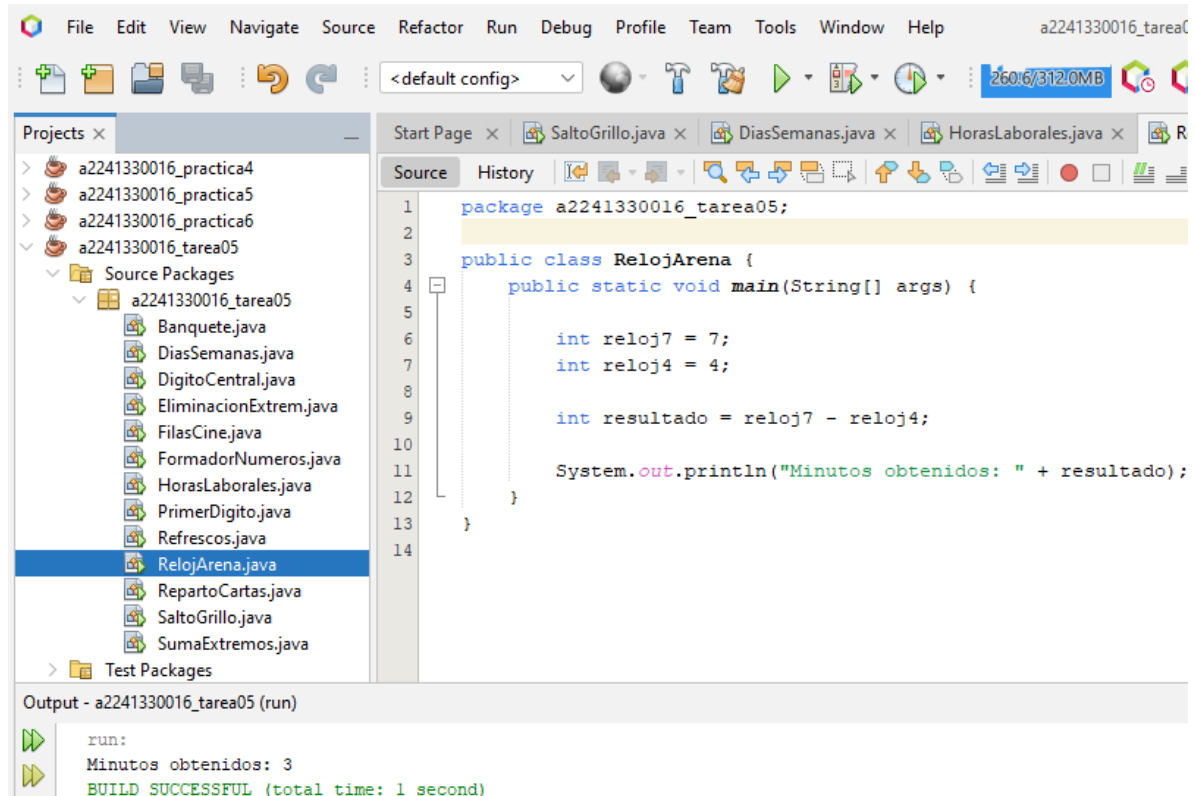 File Edit View Navigate Source Refactor Run Debug Profile Team Tools Window Help a2241330016_tarea0
<default config> 260.6/312.0MB
Projects
Start Page SaltoGrillo.java DiasSemanas.java HorasLaborales.java R
Source History
a2241330016_practica4
a2241330016_practica5
a2241330016_practica6
a2241330016_tarea05
Source Packages
a2241330016_tarea05
Banquete.java
DiasSemanas.java
DigitoCentral.java
EliminacionExtrem.java
FilasCine.java
FormadorNumeros.java
HorasLaborales.java
PrimerDigito.java
Refrescos.java
RelojArena.java
RepartoCartas.java
SaltoGrillo.java
SumaExtremos.java
Test Packages
1 package a2241330016_tarea05;
2
3 public class RelojArena {
4 public static void main(String[] args) {
5
6 int reloj7 = 7;
7 int reloj4 = 4;
8
9 int resultado = reloj7 - reloj4;
10
11 System.out.println("Minutos obtenidos: " + resultado);
12 }
13 }
14
Output - a2241330016_tarea05 (run)
run:
Minutos obtenidos: 3
BUILD SUCCESSFUL (total time: 1 second)